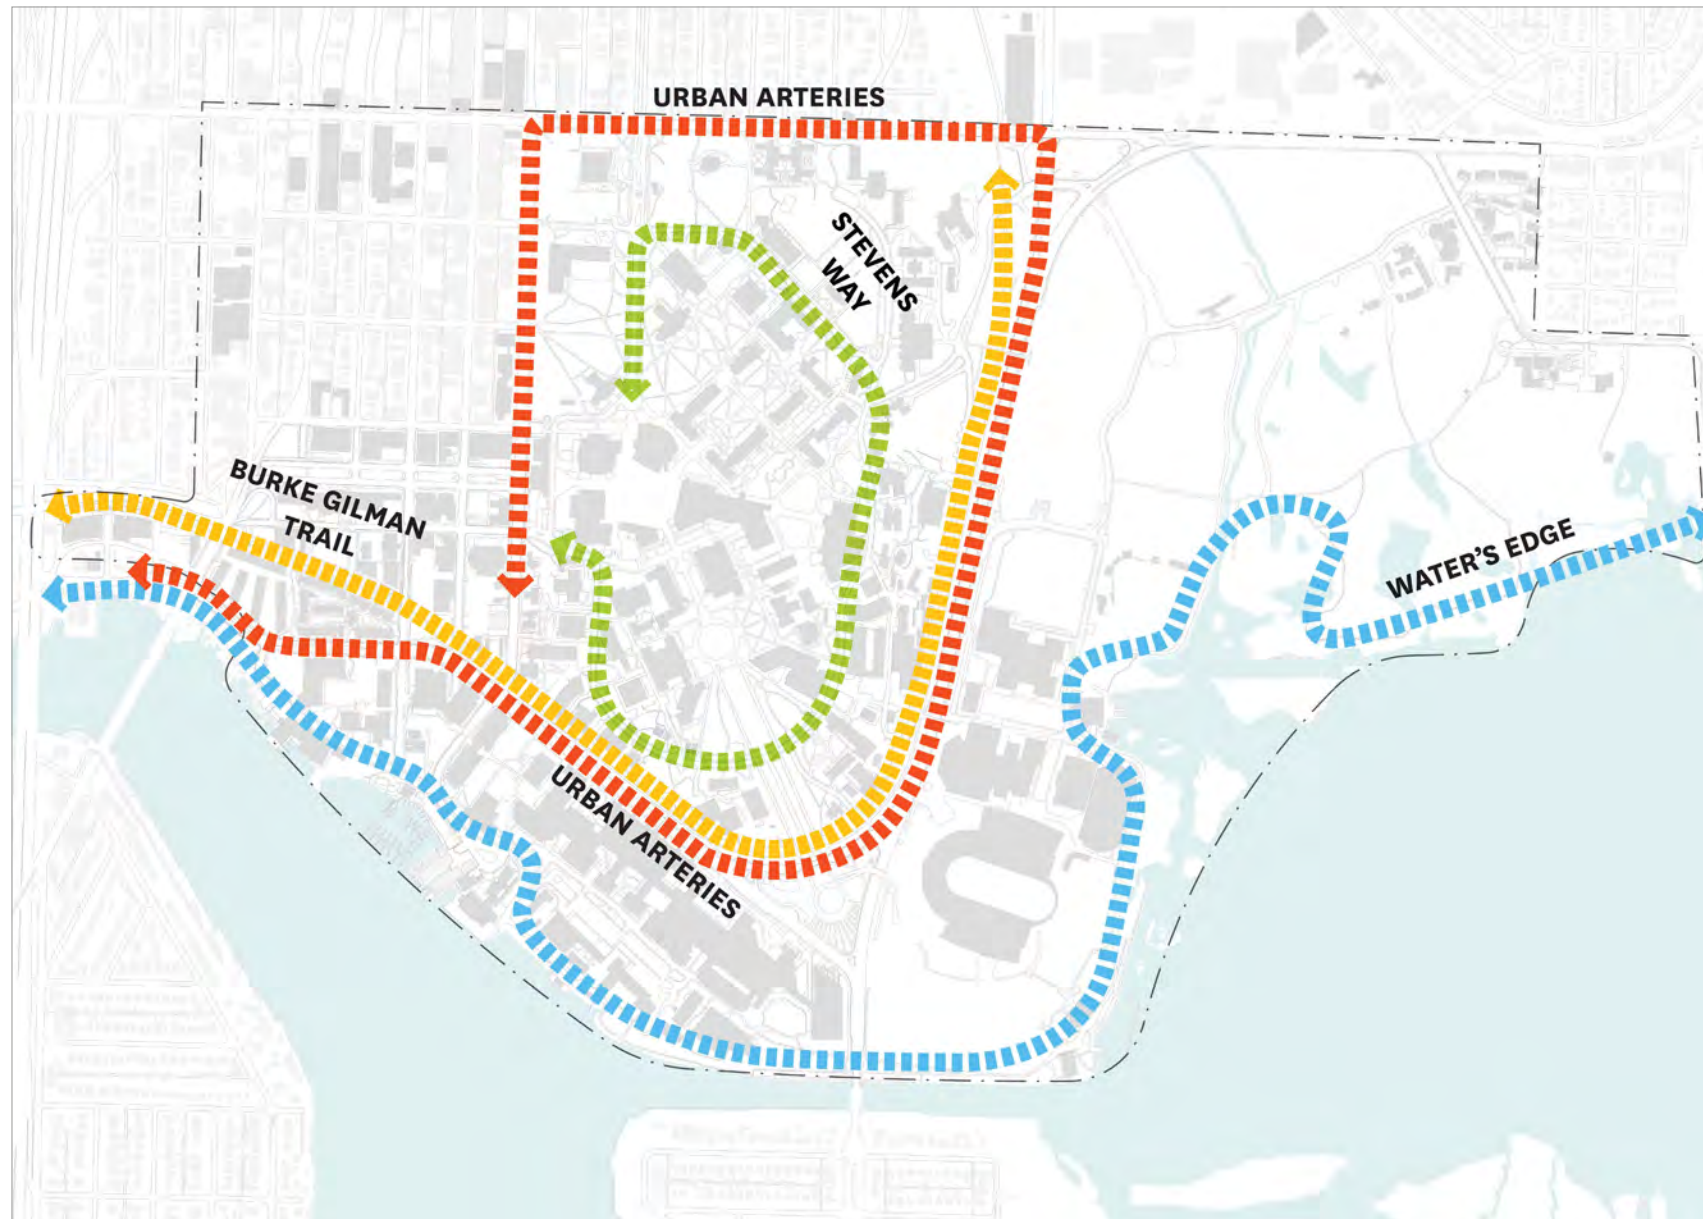 URBAN ARTERIES
STEVENS
WAY
BURKE GILMAN
TRAIL
WATER'S EDGE
URBAN ARTERIES